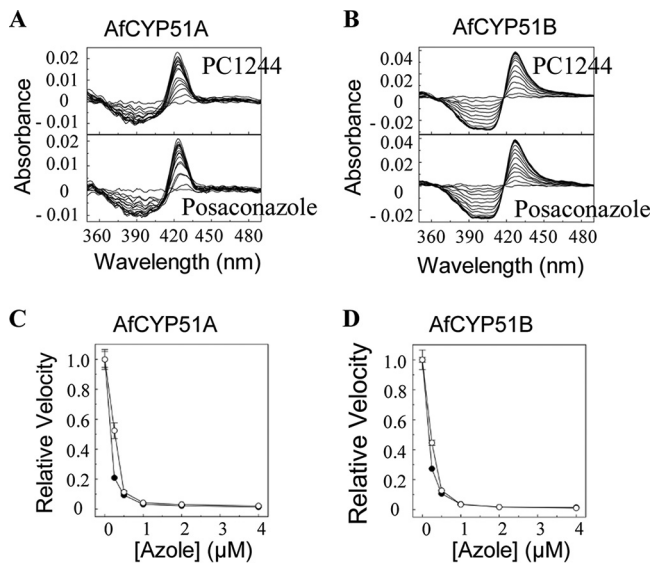 A
AfCYP51A
Absorbance
0.02
0.01
0
- 0.01
PC1244
0.02
0.01
0
- 0.01
Posaconazole
360 390 420 450 480
Wavelength (nm)
B
AfCYP51B
Absorbance
0.04
0.02
0
- 0.02
PC1244
0.04
0.02
0
- 0.02
Posaconazole
360 390 420 450 480
Wavelength (nm)
C
AfCYP51A
Relative Velocity
1.0
0.8
0.6
0.4
0.2
0
0 1 2 3 4
[Azole] (µM)
D
AfCYP51B
Relative Velocity
1.0
0.8
0.6
0.4
0.2
0
0 1 2 3 4
[Azole] (µM)